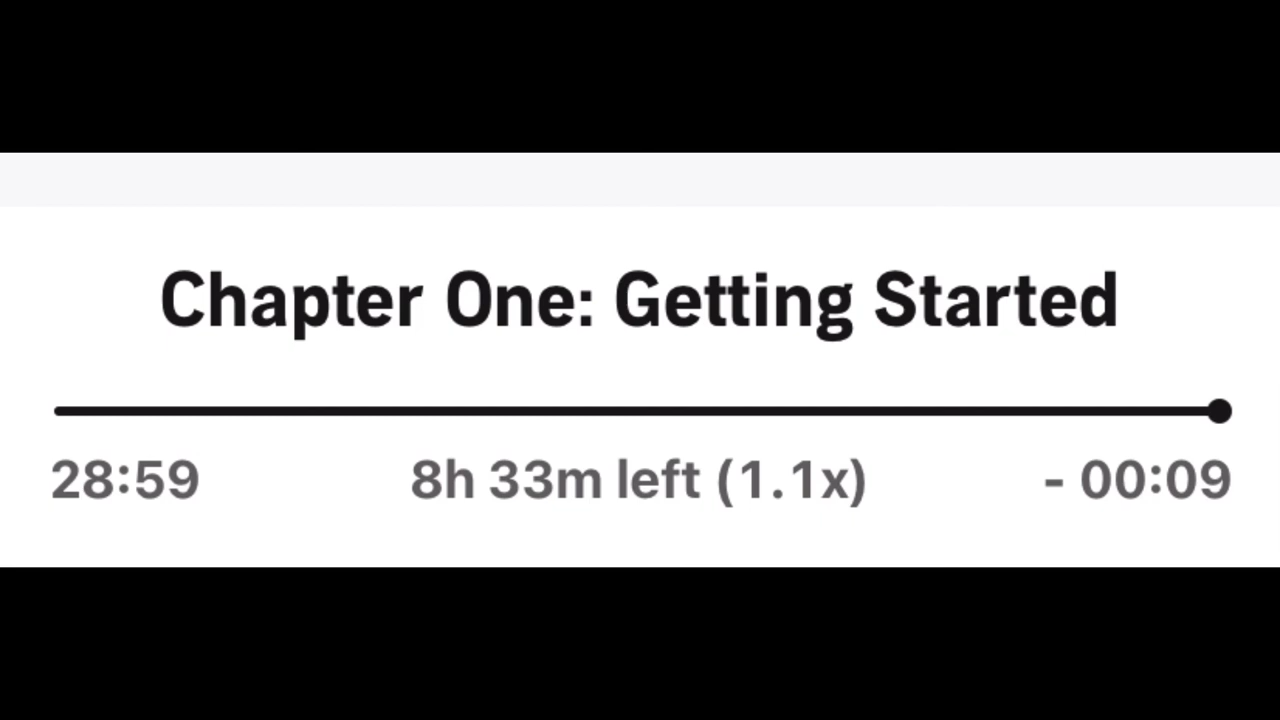 Chapter One: Getting Started
28:59 8h 33m left (1.1x) - 00:09